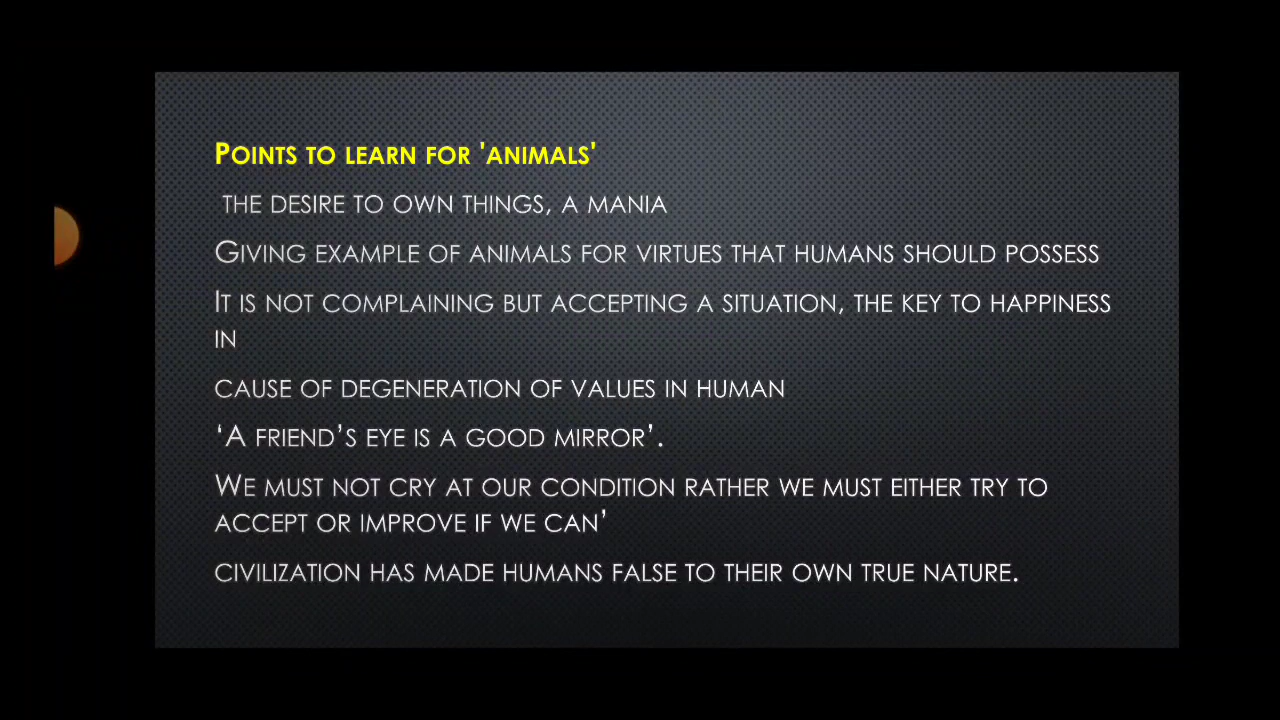 Points to learn for 'animals'
the desire to own things, a mania
Giving example of animals for virtues that humans should possess
It is not complaining but accepting a situation, the key to happiness
in
cause of degeneration of values in human
‘A friend’s eye is a good mirror’.
We must not cry at our condition rather we must either try to
accept or improve if we can’
civilization has made humans false to their own true nature.